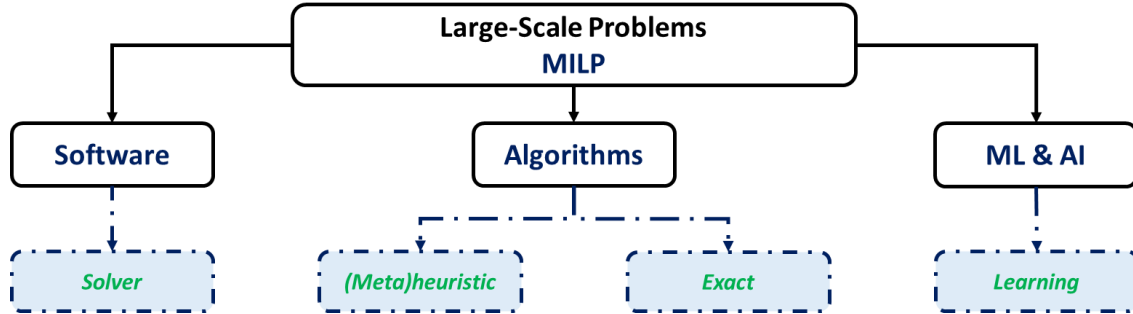 Large-Scale Problems
MILP
Software
Algorithms
ML & AI
Solver
(Meta)heuristic
Exact
Learning